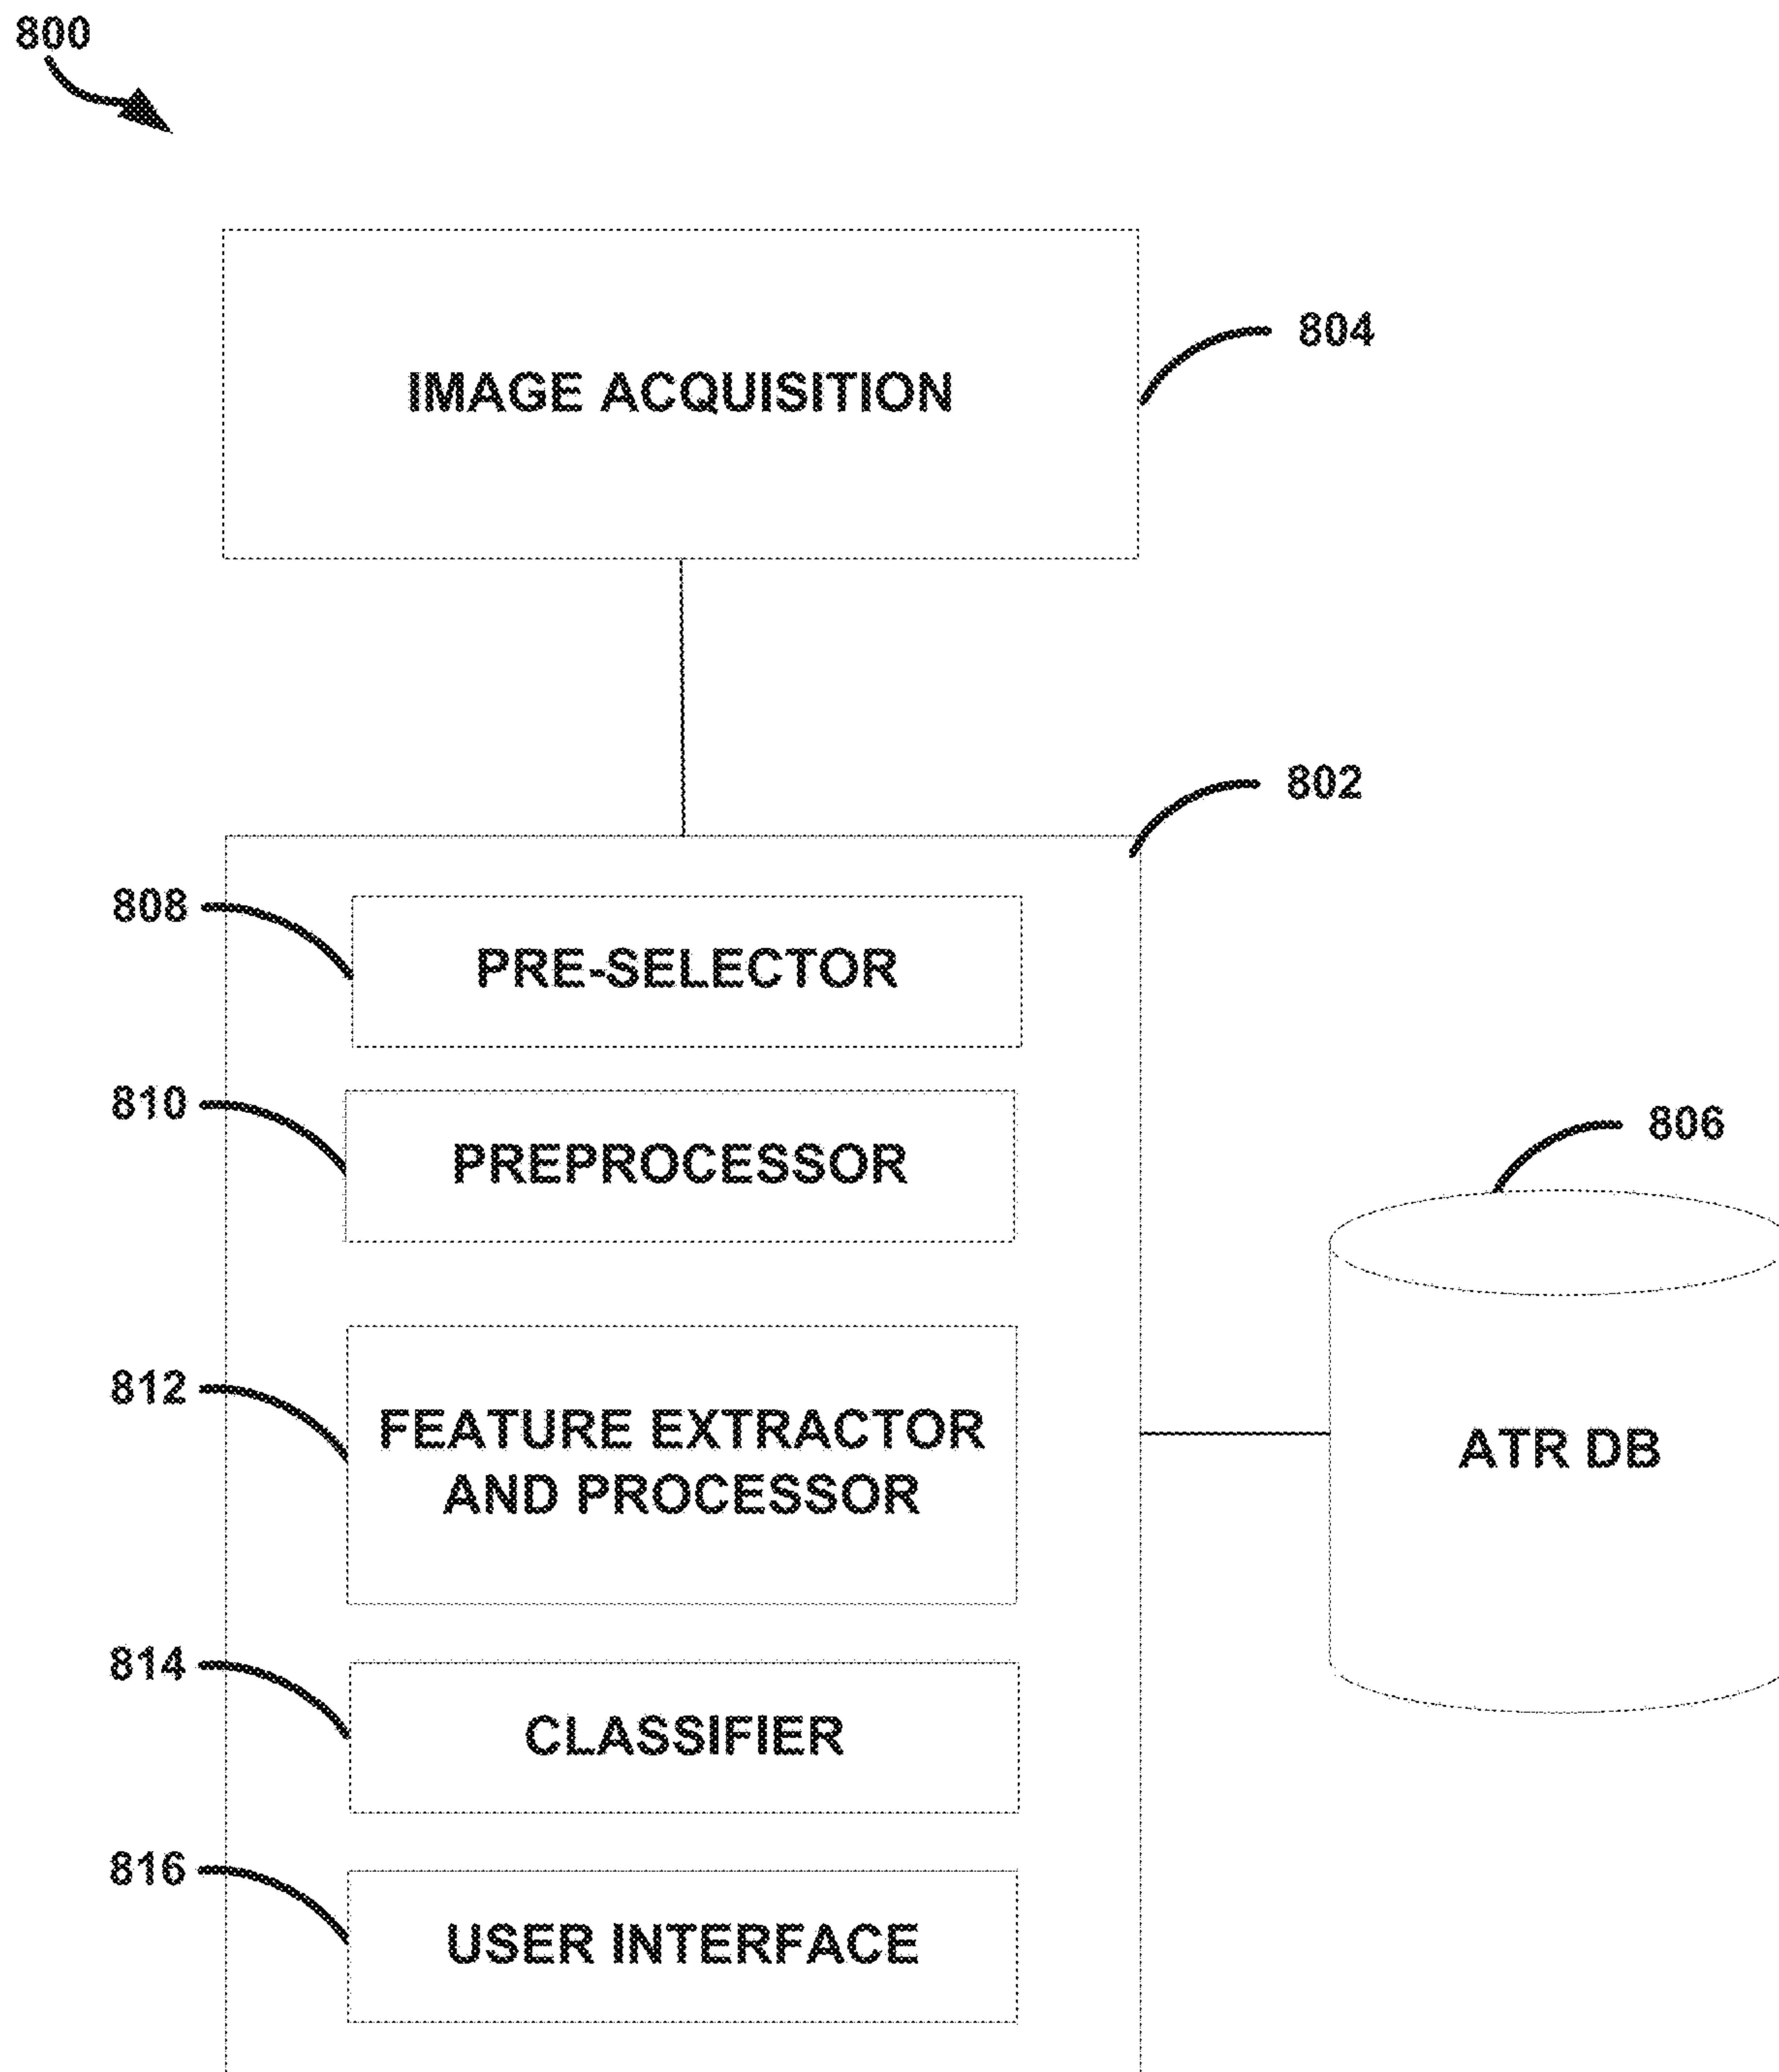 800
804
IMAGE ACQUISITION
802
808
PRE-SELECTOR
810
PREPROCESSOR
806
812
FEATURE EXTRACTOR
AND PROCESSOR
ATR DB
814
CLASSIFIER
816
USER INTERFACE